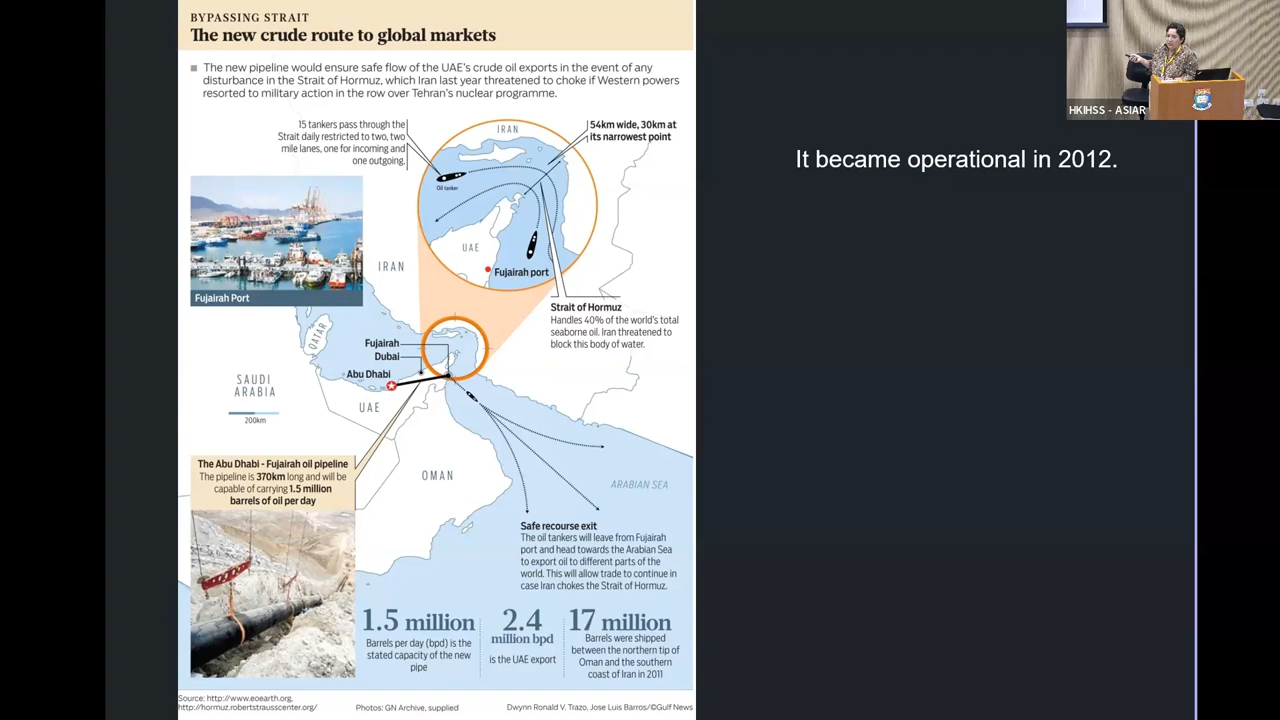 BYPASSING STRAIT
The new crude route to global markets
The new pipeline would ensure safe flow of the UAE's crude oil exports in the event of any
disturbance in the Strait of Hormuz, which Iran last year threatened to choke if Western powers
resorted to military action in the row over Tehran's nuclear programme.
15 tankers pass through the
Strait daily restricted to two, two
mile lanes, one for incoming and
one outgoing.
IRAN
54km wide, 30km at
its narrowest point
Oil tanker
UAE
Fujairah port
Fujairah Port
IRAN
Strait of Hormuz
Handles 40% of the world's total
seaborne oil. Iran threatened to
block this body of water.
QATAR
Fujairah
Dubai
Abu Dhabi
SAUDI
ARABIA
UAE
200km
The Abu Dhabi - Fujairah oil pipeline
The pipeline is 370km long and will be
capable of carrying 1.5 million
barrels of oil per day
OMAN
ARABIAN SEA
Safe recourse exit
The oil tankers will leave from Fujairah
port and head towards the Arabian Sea
to export oil to different parts of the
world. This will allow trade to continue in
case Iran chokes the Strait of Hormuz.
1.5 million
Barrels per day (bpd) is the
stated capacity of the new
pipe
2.4
million bpd
is the UAE export
17 million
Barrels were shipped
between the northern tip of
Oman and the southern
coast of Iran in 2011
Source: http://www.eoearth.org,
http://hormuz.robertstrausscenter.org/
Photos: GN Archive, supplied
Dwynn Ronald V. Trazo, Jose Luis Barros/©Gulf News
It became operational in 2012.
HKIHSS - ASIAR